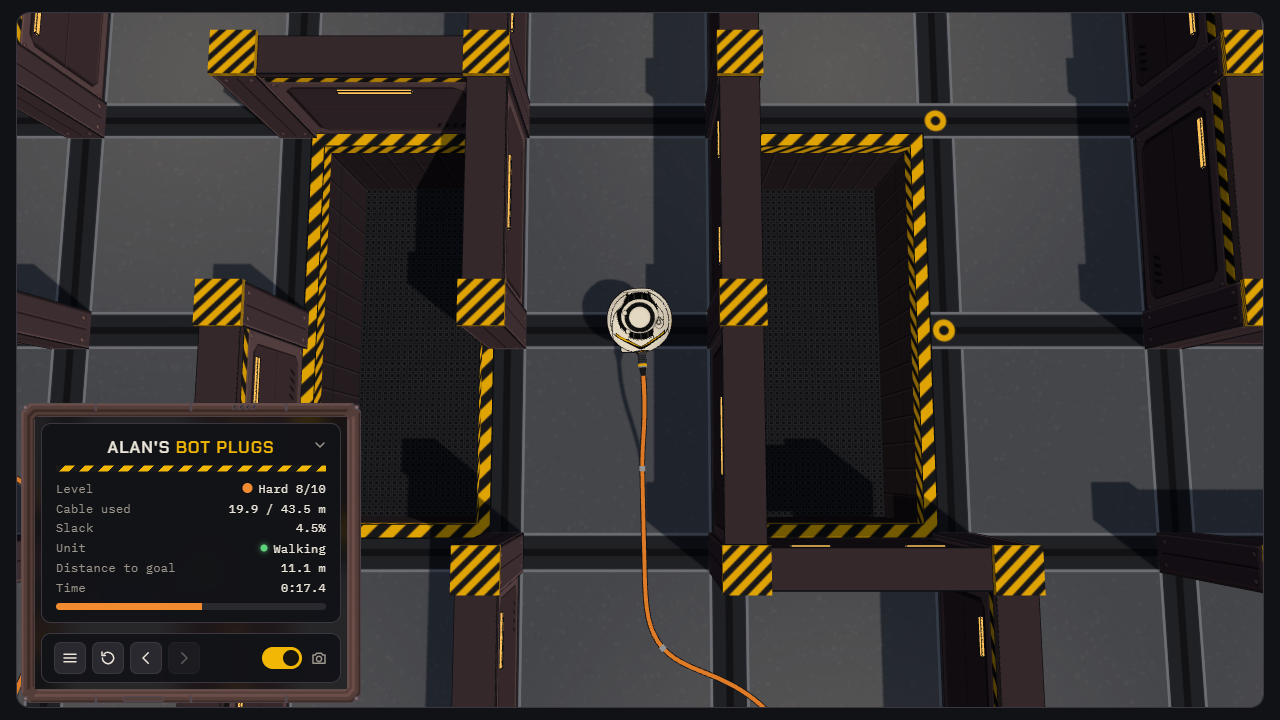 ALAN'S BOT PLUGS
Level Hard 8/10
Cable used 19.9 / 43.5 m
Slack 4.5%
Unit Walking
Distance to goal 11.1 m
Time 0:17.4